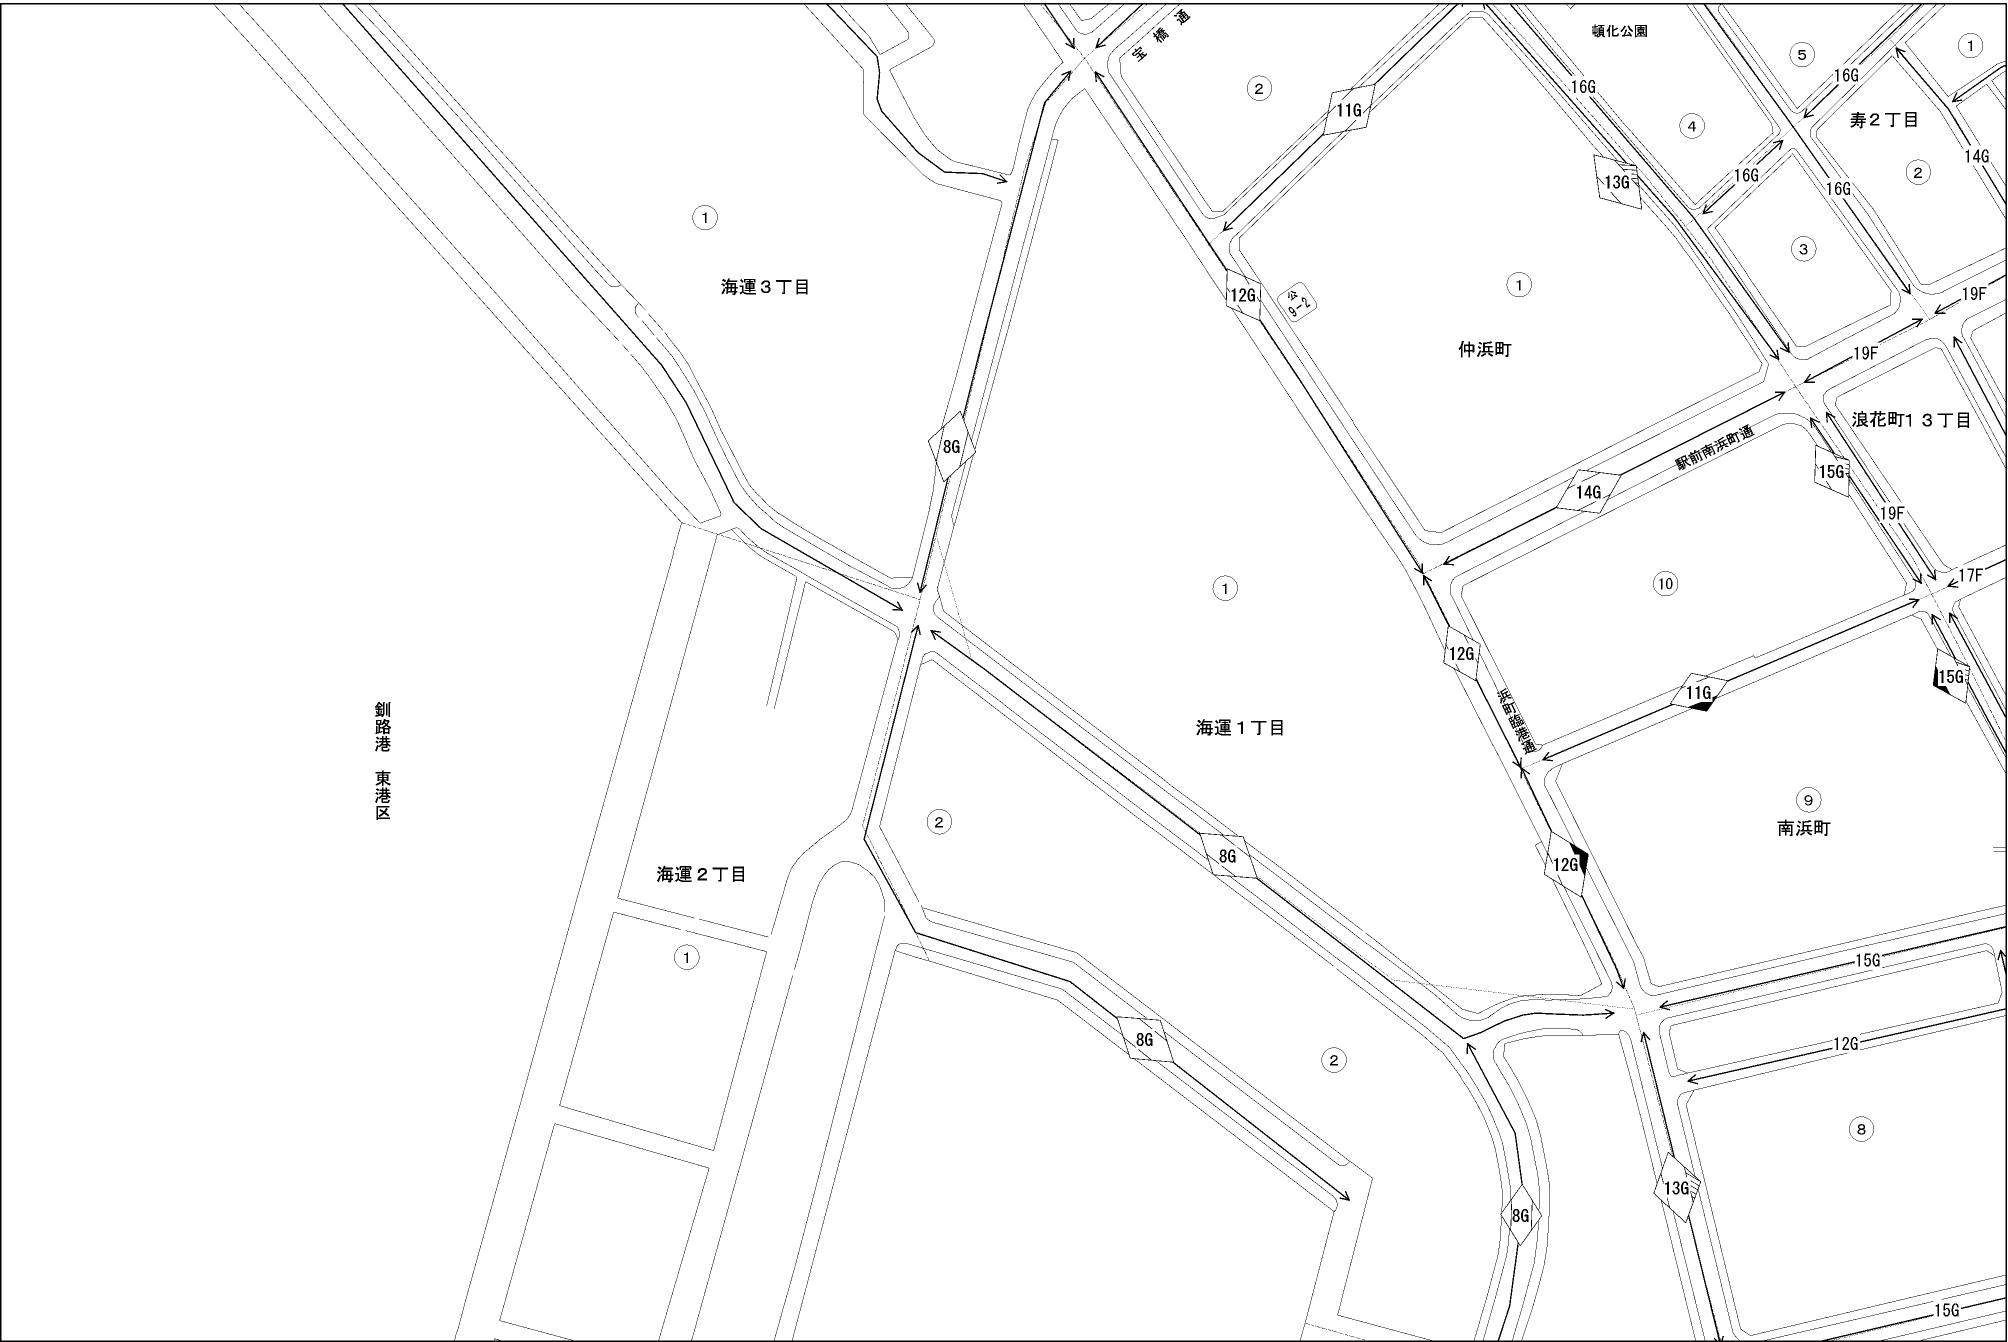 宝橋通
頓化公園
①
⑤
16G
16G
②
11G
④
寿２丁目
14G
13G
16G
②
16G
①
③
海運３丁目
①
12G
公
9-2
19F
仲浜町
19F
浪花町１３丁目
駅前南浜町通
8G
15G
14G
19F
17F
①
⑩
12G
15G
11G
釧路港　東港区
浜町臨港通
海運１丁目
⑨
南浜町
②
8G
12G
海運２丁目
①
15G
8G
12G
②
⑧
13G
8G
15G